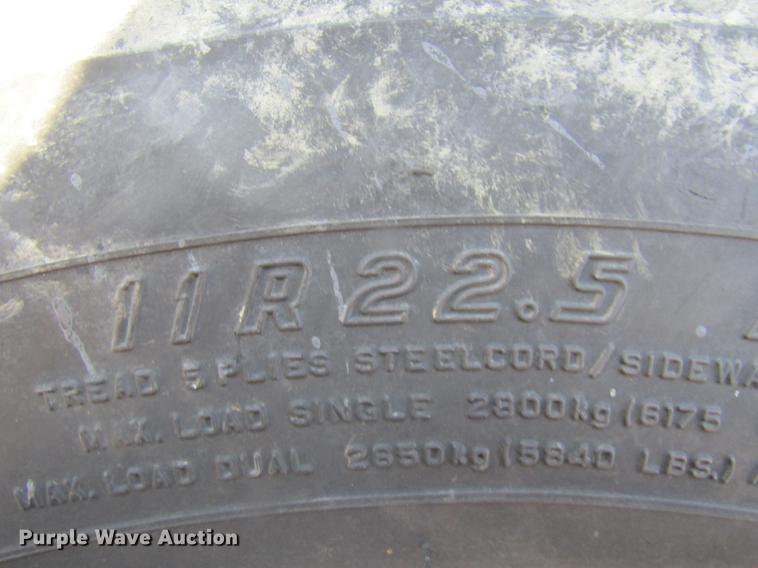 11R22.5
TREAD 5 PLIES STEELCORD/SIDEWA
MAX. LOAD SINGLE 2800kg (6175
MAX. LOAD DUAL 2650kg (5840 LBS.)
Purple Wave Auction